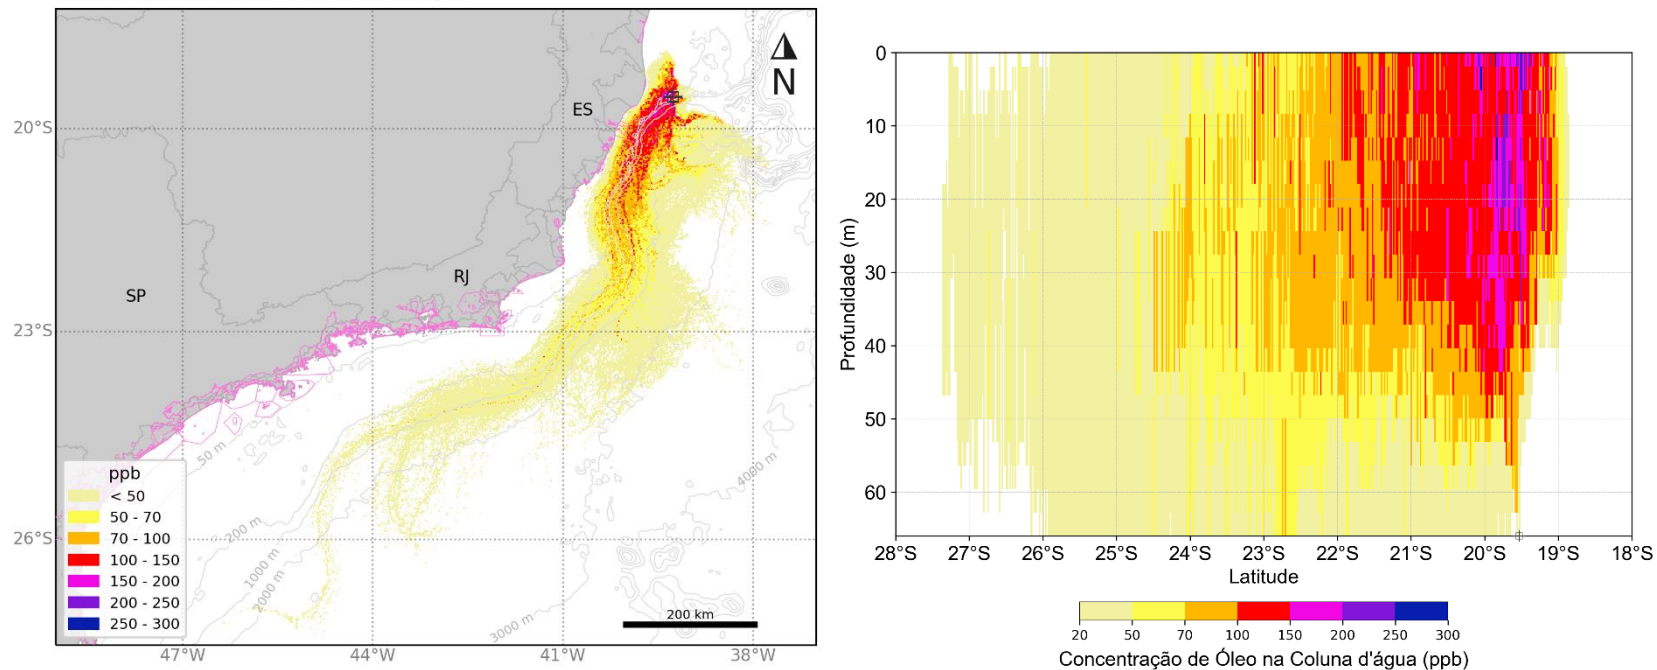 N
ES
20°S
RJ
SP
23°S
26°S
50 m
200 m
1000 m
2000 m
3000 m
4000 m
ppb
< 50
50 - 70
70 - 100
100 - 150
150 - 200
200 - 250
250 - 300
200 km
47°W 44°W 41°W 38°W
Profundidade (m)
0
10
20
30
40
50
60
28°S 27°S 26°S 25°S 24°S 23°S 22°S 21°S 20°S 19°S 18°S
Latitude
20 50 70 100 150 200 250 300
Concentração de Óleo na Coluna d'água (ppb)